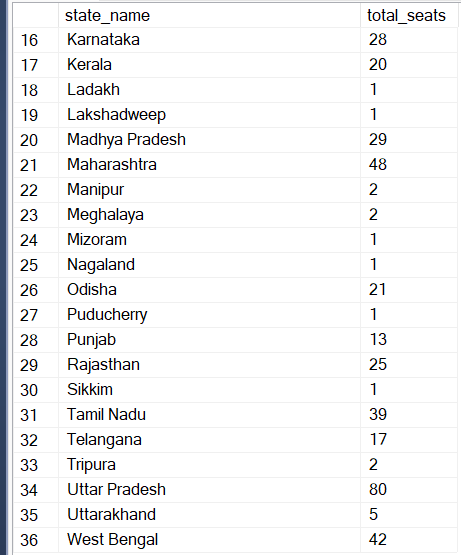 state_name total_seats
16 Karnataka 28
17 Kerala 20
18 Ladakh 1
19 Lakshadweep 1
20 Madhya Pradesh 29
21 Maharashtra 48
22 Manipur 2
23 Meghalaya 2
24 Mizoram 1
25 Nagaland 1
26 Odisha 21
27 Puducherry 1
28 Punjab 13
29 Rajasthan 25
30 Sikkim 1
31 Tamil Nadu 39
32 Telangana 17
33 Tripura 2
34 Uttar Pradesh 80
35 Uttarakhand 5
36 West Bengal 42